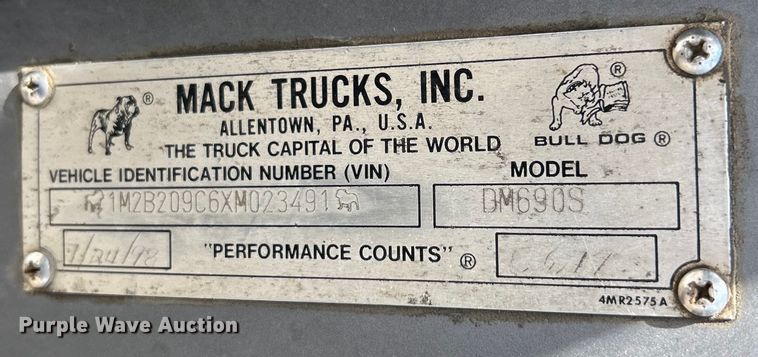 MACK TRUCKS, INC.
ALLENTOWN, PA., U.S.A.
THE TRUCK CAPITAL OF THE WORLD
BULL DOG ®
VEHICLE IDENTIFICATION NUMBER (VIN) MODEL
1M2B209C6XM023491 DM690S
"PERFORMANCE COUNTS" ®
4MR2575A
Purple Wave Auction